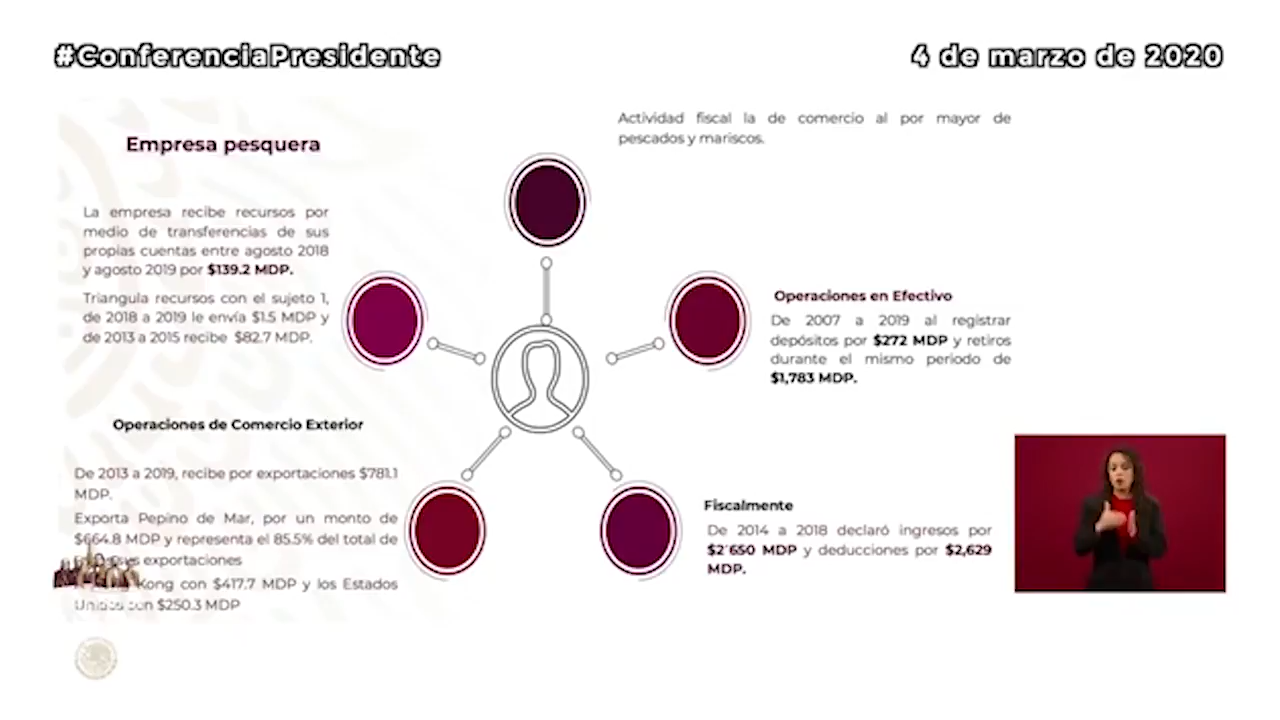 #ConferenciaPresidente
4 de marzo de 2020
Empresa pesquera
Actividad fiscal la de comercio al por mayor de
pescados y mariscos.
La empresa recibe recursos por
medio de transferencias de sus
propias cuentas entre agosto 2018
y agosto 2019 por $139.2 MDP.
Triangula recursos con el sujeto 1,
de 2018 a 2019 le envía $1.5 MDP y
de 2013 a 2015 recibe $82.7 MDP.
Operaciones en Efectivo
De 2007 a 2019 al registrar
depósitos por $272 MDP y retiros
durante el mismo periodo de
$1,783 MDP.
Operaciones de Comercio Exterior
De 2013 a 2019, recibe por exportaciones $781.1
MDP.
Exporta Pepino de Mar, por un monto de
$664.8 MDP y representa el 85.5% del total de
exportaciones
Kong con $417.7 MDP y los Estados
Unidos con $250.3 MDP
Fiscalmente
De 2014 a 2018 declaró ingresos por
$2´650 MDP y deducciones por $2,629
MDP.